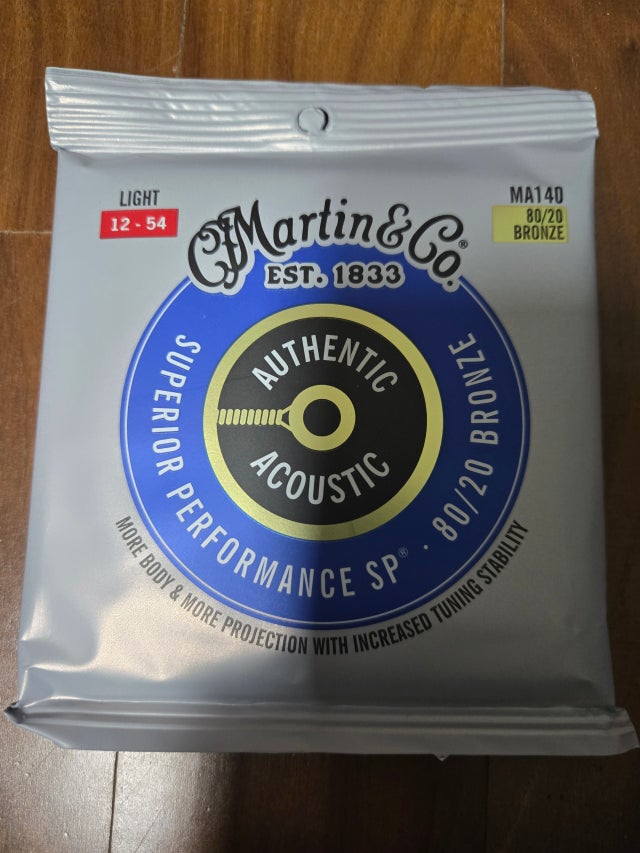 LIGHT
12 - 54
MA140
80/20
BRONZE
Martin & Co.®
EST. 1833
AUTHENTIC
ACOUSTIC
SUPERIOR PERFORMANCE SP® · 80/20 BRONZE
MORE BODY & MORE PROJECTION WITH INCREASED TUNING STABILITY